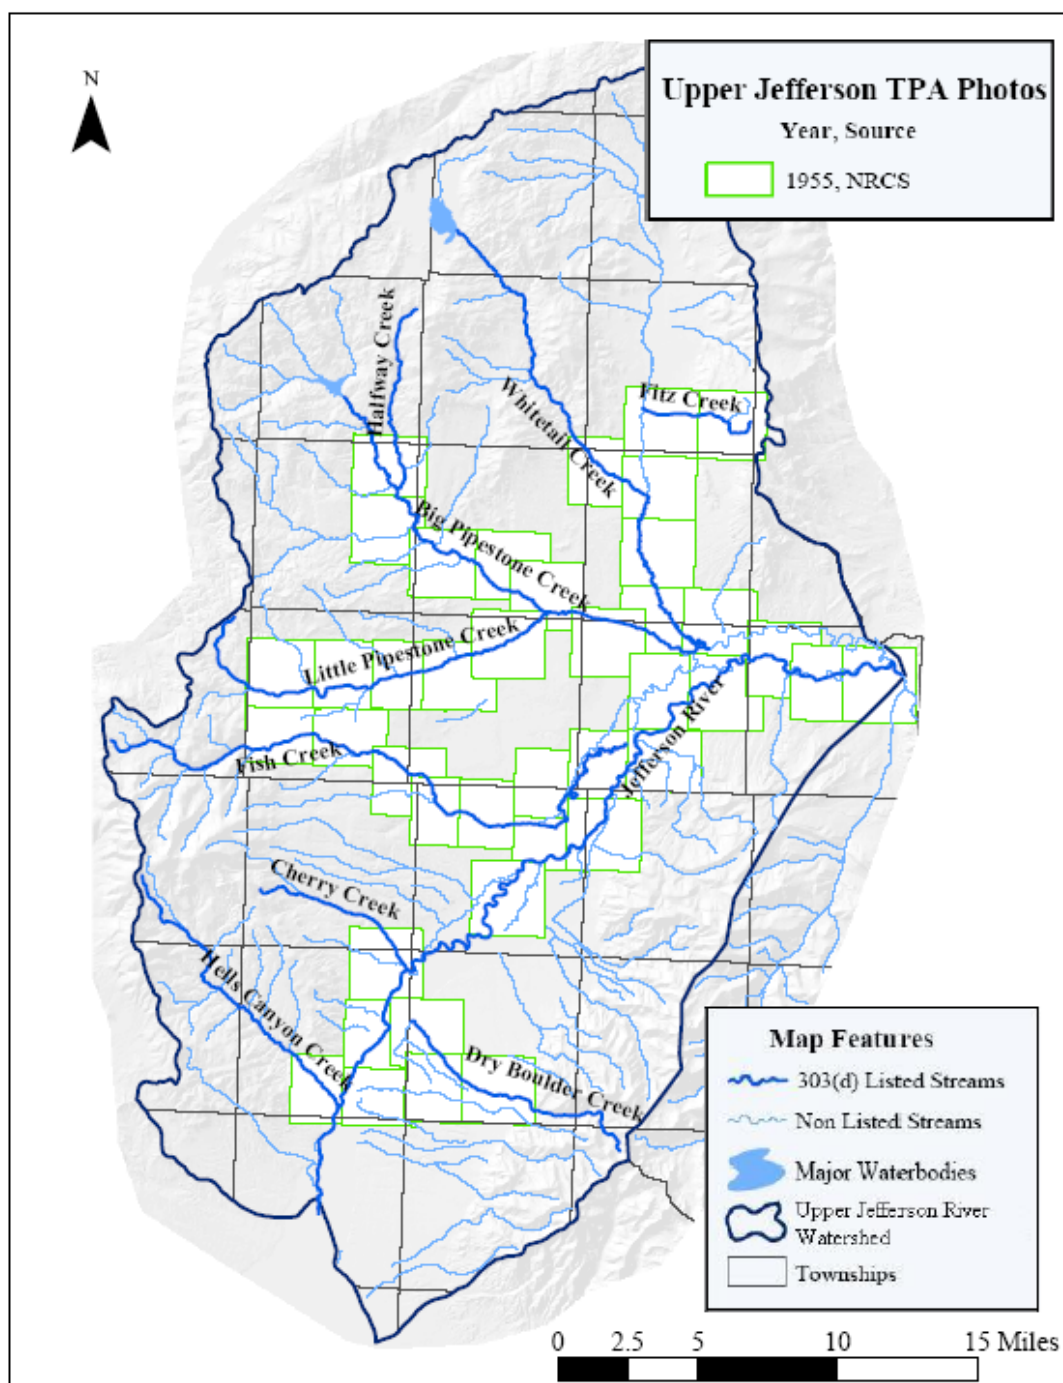 N
Upper Jefferson TPA Photos
Year, Source
1955, NRCS
Halfway Creek
Whitetail Creek
Fitz Creek
Big Pipestone Creek
Little Pipestone Creek
Jefferson River
Fish Creek
Cherry Creek
Hells Canyon Creek
Dry Boulder Creek
Map Features
303(d) Listed Streams
Non Listed Streams
Major Waterbodies
Upper Jefferson River
Watershed
Townships
0 2.5 5 10 15 Miles